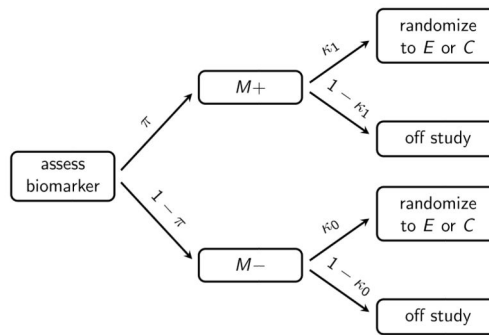 assess
biomarker
π
1 − π
M+
M−
κ₁
1 − κ₁
κ₀
1 − κ₀
randomize
to E or C
off study
randomize
to E or C
off study